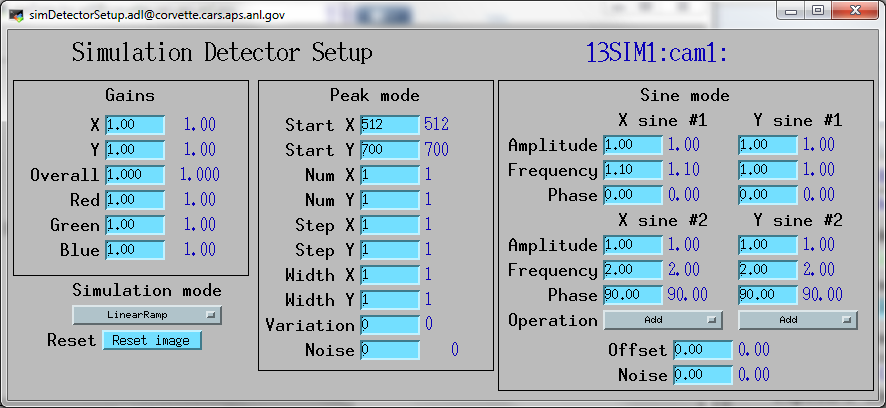 simDetectorSetup.adl@corvette.cars.aps.anl.gov
Simulation Detector Setup
13SIM1:cam1:
Gains
X 1.00 1.00
Y 1.00 1.00
Overall 1.000 1.000
Red 1.00 1.00
Green 1.00 1.00
Blue 1.00 1.00
Simulation mode
LinearRamp
Reset Reset image
Peak mode
Start X 512 512
Start Y 700 700
Num X 1 1
Num Y 1 1
Step X 1 1
Step Y 1 1
Width X 1 1
Width Y 1 1
Variation 0 0
Noise 0 0
Sine mode
X sine #1 Y sine #1
Amplitude 1.00 1.00 1.00 1.00
Frequency 1.10 1.10 1.00 1.00
Phase 0.00 0.00 0.00 0.00
X sine #2 Y sine #2
Amplitude 1.00 1.00 1.00 1.00
Frequency 2.00 2.00 2.00 2.00
Phase 90.00 90.00 90.00 90.00
Operation Add Add
Offset 0.00 0.00
Noise 0.00 0.00